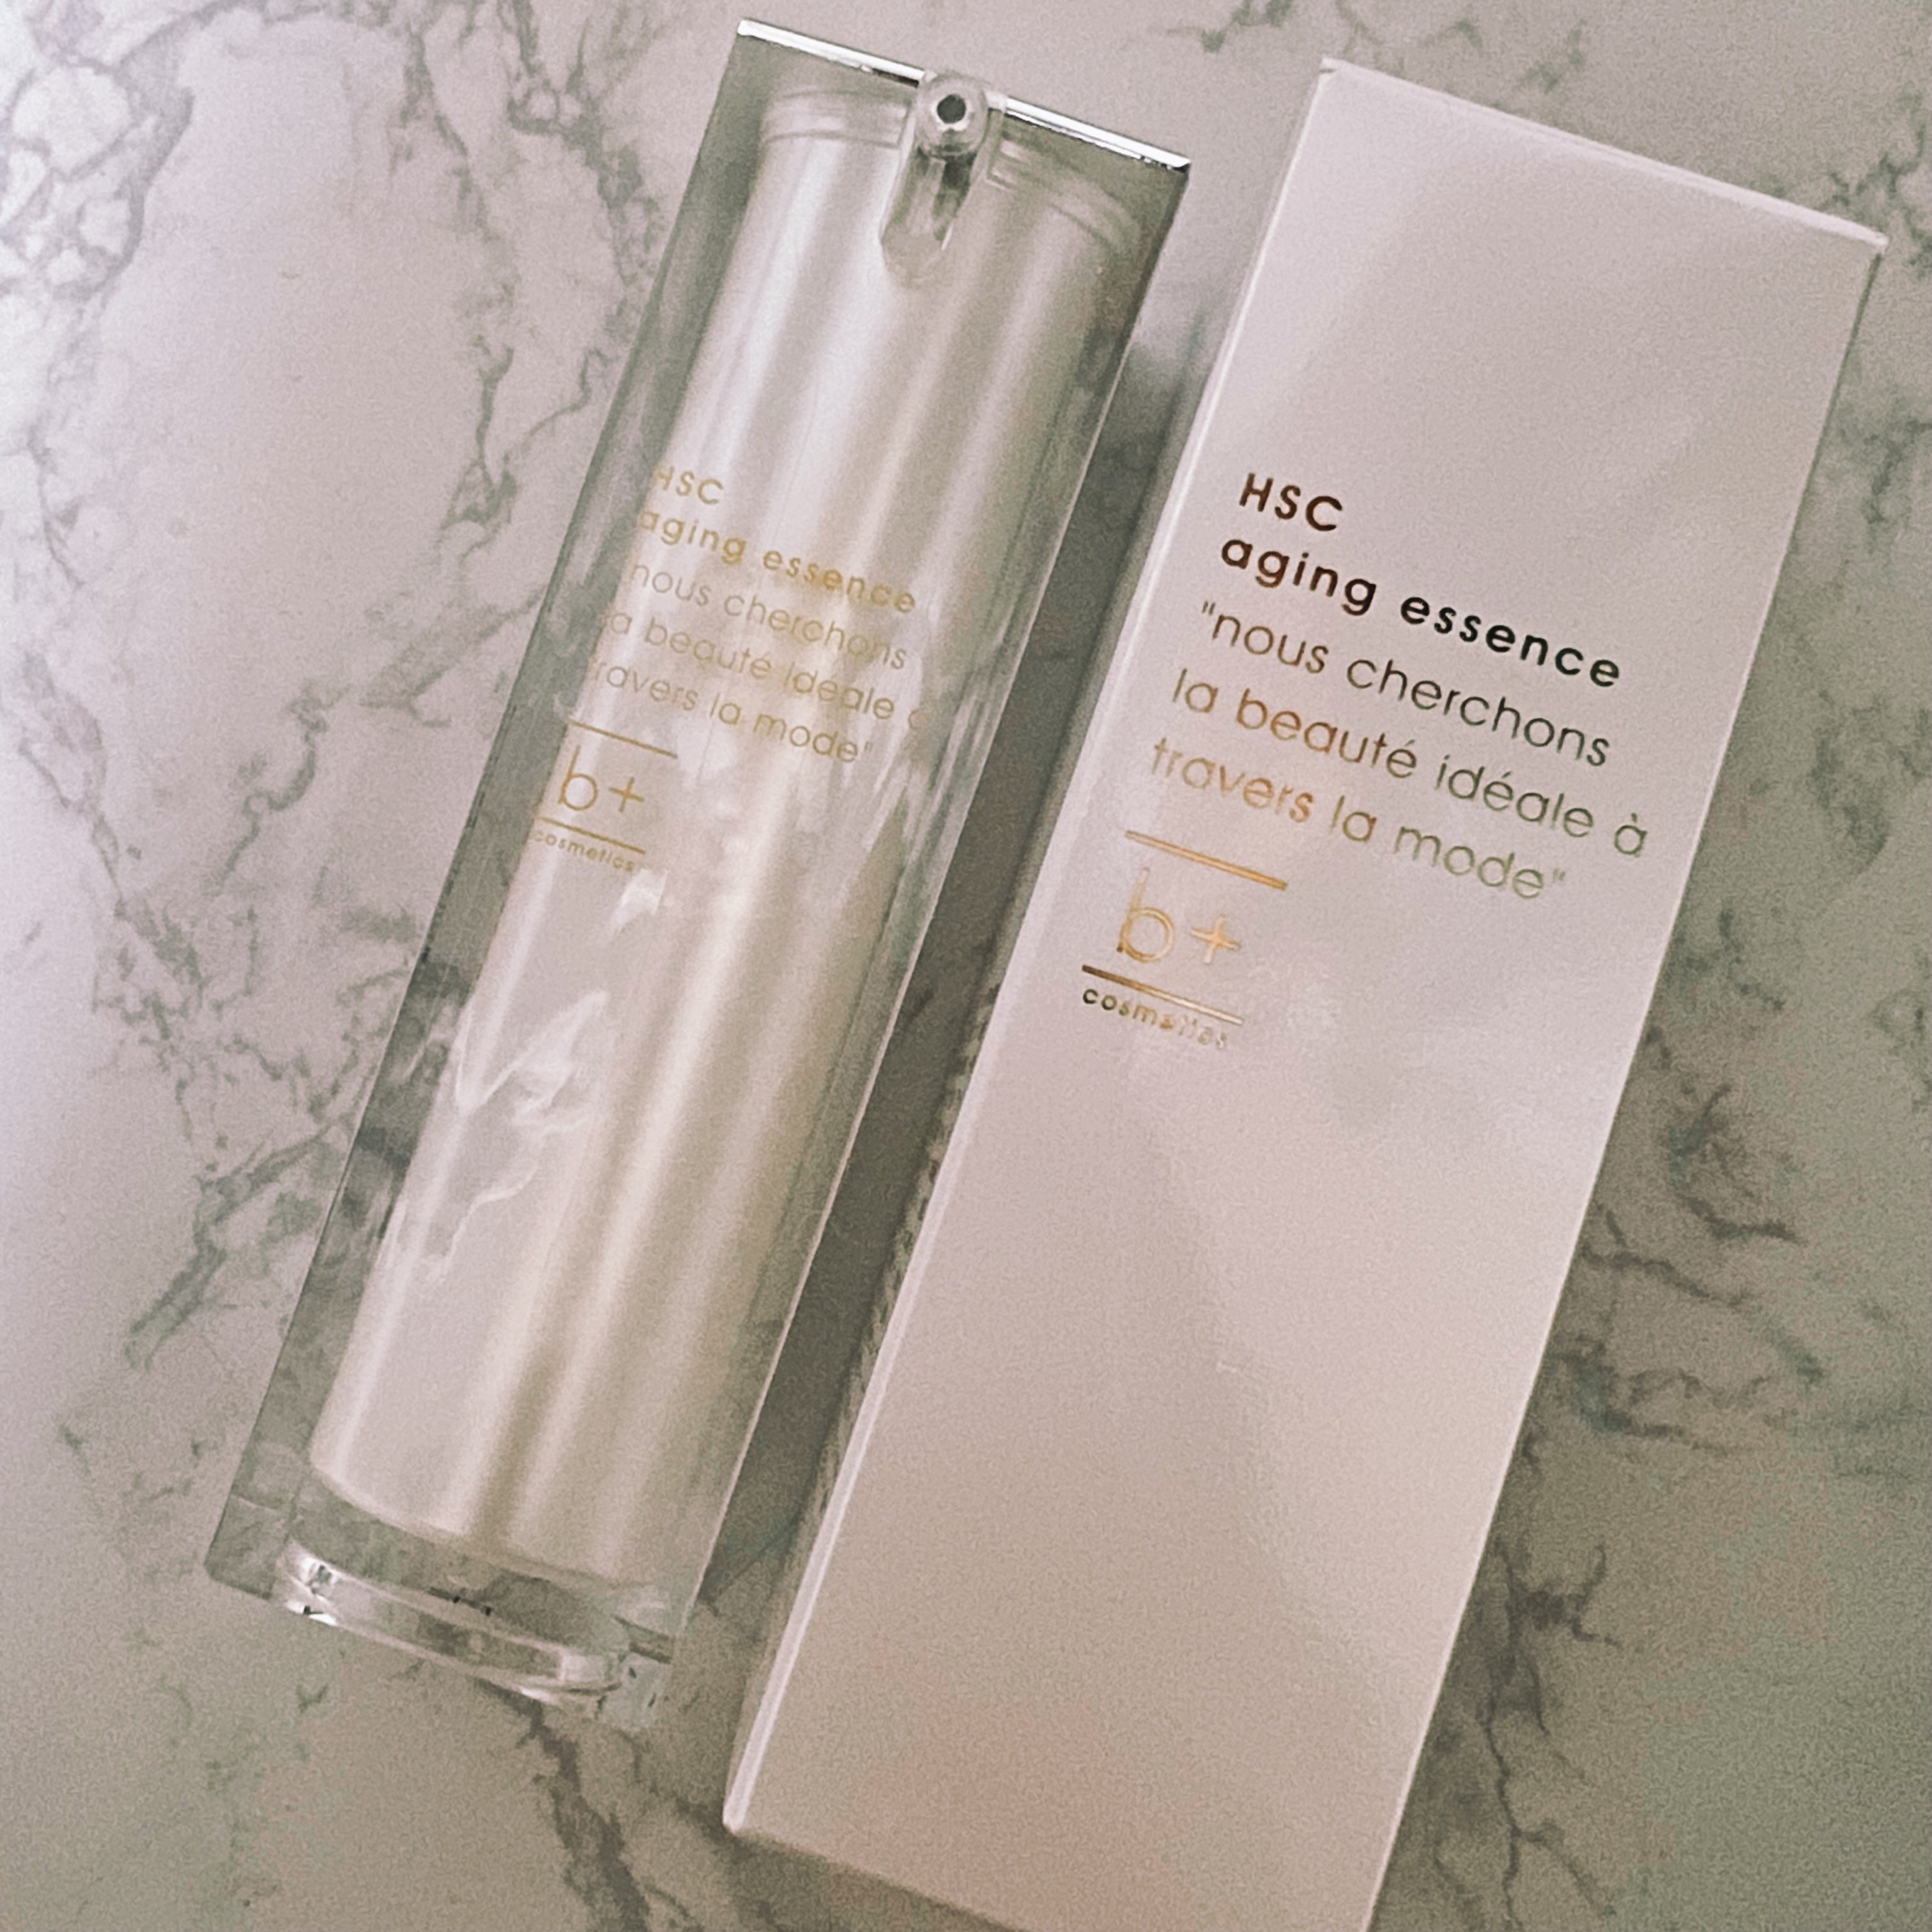 HSC
aging essence
nous cherchons
la beauté idéale à
travers la mode"
b+
cosmetics
HSC
aging essence
"nous cherchons
la beauté idéale à
travers la mode"
b+
cosmetics